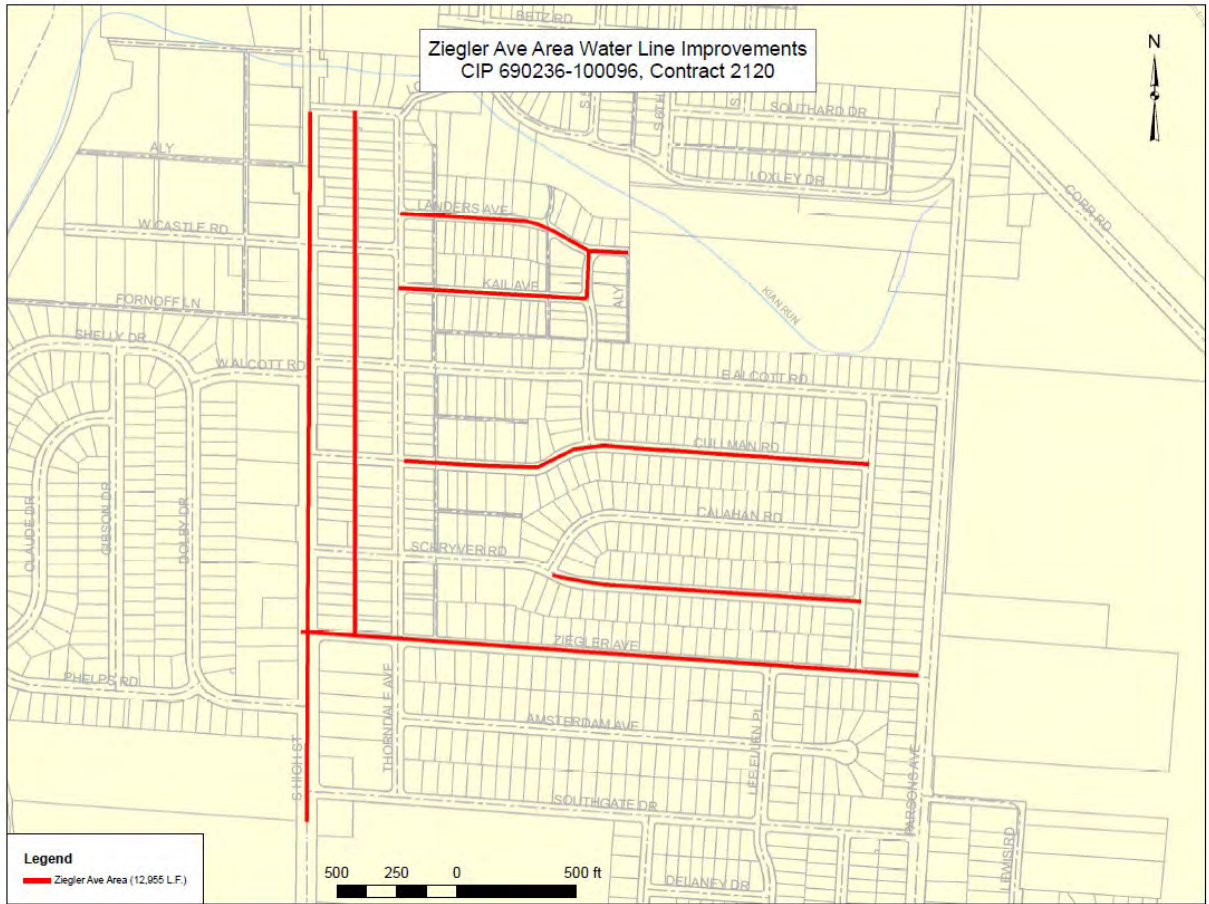 BETZ RD
Ziegler Ave Area Water Line Improvements
CIP 690236-100096, Contract 2120
N
S 6TH
SOUTHARD DR
ALY
LOXLEY DR
CORR RD
LANDERS AVE
W CASTLE RD
KAIL AVE
ALY
KIAN RUN
FORNOFF LN
SHELLY DR
W ALCOTT RD
E ALCOTT RD
CULLMAN RD
CLAUDE DR
GIBSON DR
DOLBY DR
CALAHAN RD
SCHRYVER RD
ZIEGLER AVE
PHELPS RD
THORNDALE AVE
AMSTERDAM AVE
LEE ELLEN PL
S HIGH ST
SOUTHGATE DR
PARSONS AVE
LEWIS RD
DELANEY DR
Legend
Ziegler Ave Area (12,955 L.F.)
500 250 0 500 ft